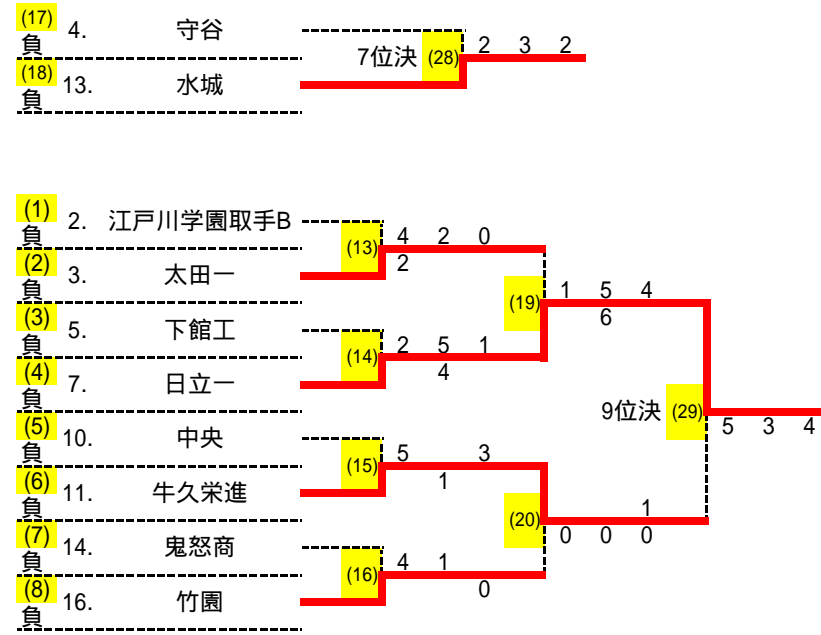 (17)
負 4. 守谷
7位決 (28) 2 3 2
(18)
負 13. 水城
(1)
負 2. 江戸川学園取手B
(13) 4 2 0
2
(2)
負 3. 太田一
(19) 1 5 4
6
(3)
負 5. 下館工
(14) 2 5 1
4
(4)
負 7. 日立一
9位決 (29) 5 3 4
(5)
負 10. 中央
(15) 5 3
1
(6)
負 11. 牛久栄進
(20) 1
0 0 0
(7)
負 14. 鬼怒商
(16) 4 1
0
(8)
負 16. 竹園